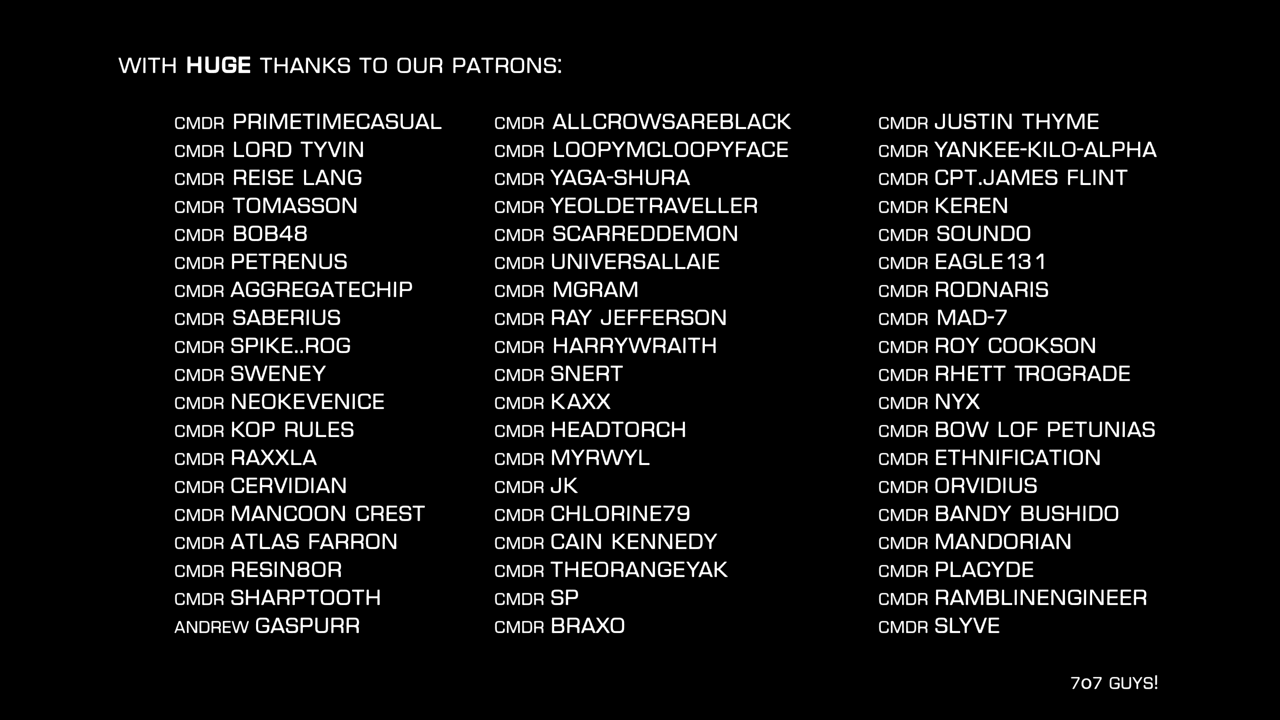 WITH HUGE THANKS TO OUR PATRONS:
CMDR PRIMETIMECASUAL
CMDR LORD TYVIN
CMDR REISE LANG
CMDR TOMASSON
CMDR BOB48
CMDR PETRENUS
CMDR AGGREGATECHIP
CMDR SABERIUS
CMDR SPIKE..ROG
CMDR SWENEY
CMDR NEOKEVENICE
CMDR KOP RULES
CMDR RAXXLA
CMDR CERVIDIAN
CMDR MANCOON CREST
CMDR ATLAS FARRON
CMDR RESIN8OR
CMDR SHARPTOOTH
ANDREW GASPURR
CMDR ALLCROWSAREBLACK
CMDR LOOPYMCLOOPYFACE
CMDR YAGA-SHURA
CMDR YEOLDETRAVELLER
CMDR SCARREDDEMON
CMDR UNIVERSALLAIE
CMDR MGRAM
CMDR RAY JEFFERSON
CMDR HARRYWRAITH
CMDR SNERT
CMDR KAXX
CMDR HEADTORCH
CMDR MYRWYL
CMDR JK
CMDR CHLORINE79
CMDR CAIN KENNEDY
CMDR THEORANGEYAK
CMDR SP
CMDR BRAXO
CMDR JUSTIN THYME
CMDR YANKEE-KILO-ALPHA
CMDR CPT.JAMES FLINT
CMDR KEREN
CMDR SOUNDO
CMDR EAGLE131
CMDR RODNARIS
CMDR MAD-7
CMDR ROY COOKSON
CMDR RHETT TROGRADE
CMDR NYX
CMDR BOW LOF PETUNIAS
CMDR ETHNIFICATION
CMDR ORVIDIUS
CMDR BANDY BUSHIDO
CMDR MANDORIAN
CMDR PLACYDE
CMDR RAMBLINENGINEER
CMDR SLYVE
7o7 GUYS!